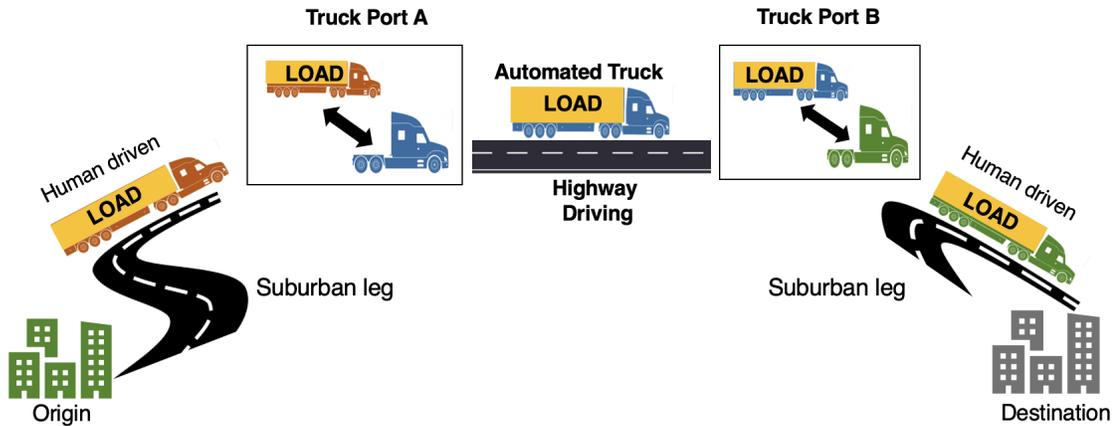 Truck Port A
Truck Port B
LOAD
Automated Truck
LOAD
LOAD
Human driven
LOAD
Highway
Driving
Human driven
LOAD
Suburban leg
Suburban leg
Origin
Destination